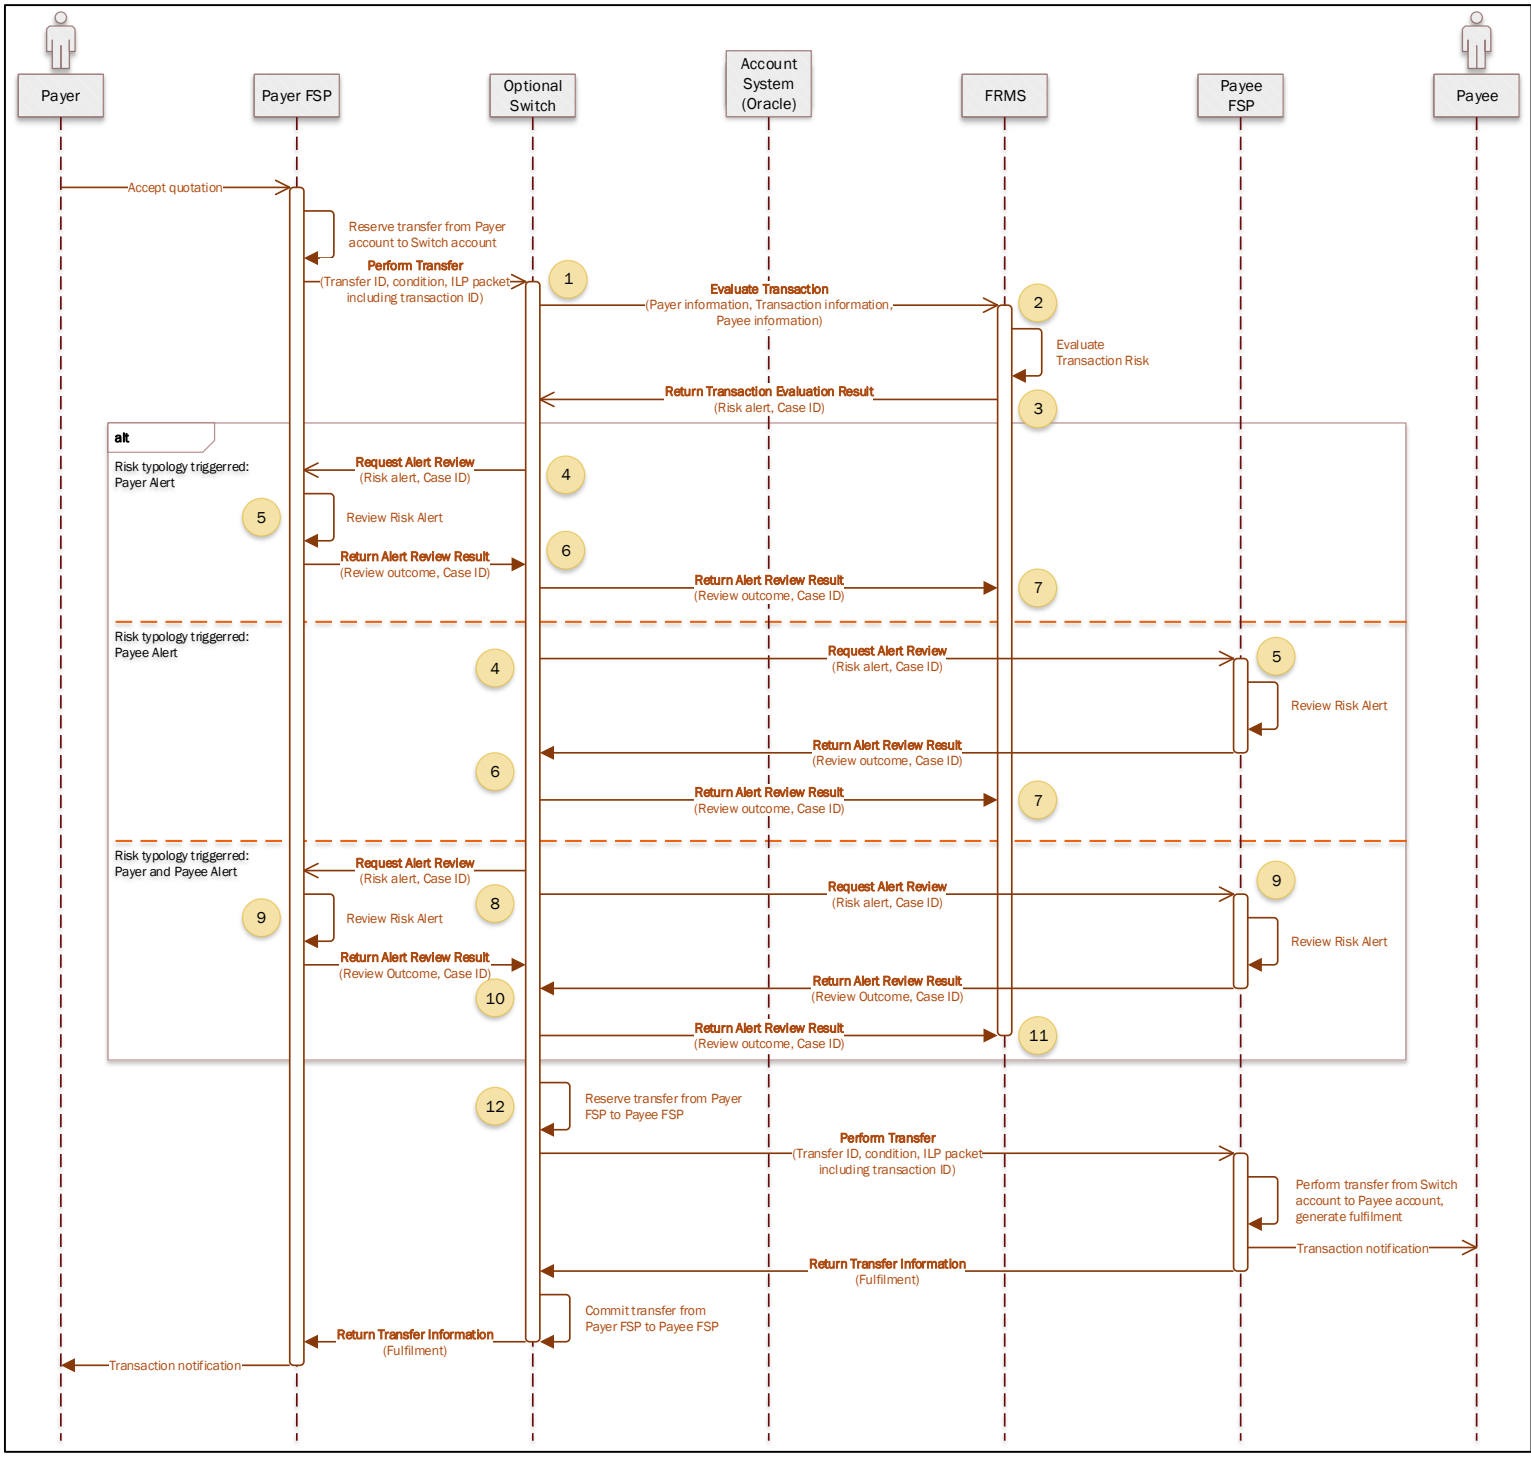 Payer
Payer FSP
Optional
Switch
Account
System
(Oracle)
FRMS
Payee
FSP
Payee
Accept quotation
Reserve transfer from Payer
account to Switch account
Perform Transfer
(Transfer ID, condition, ILP packet
including transaction ID)
1
Evaluate Transaction
(Payer information, Transaction information,
Payee information)
2
Evaluate
Transaction Risk
Return Transaction Evaluation Result
(Risk alert, Case ID)
3
alt
Risk typology triggerred:
Payer Alert
Request Alert Review
(Risk alert, Case ID)
4
5
Review Risk Alert
Return Alert Review Result
(Review outcome, Case ID)
6
Return Alert Review Result
(Review outcome, Case ID)
7
Risk typology triggerred:
Payee Alert
4
Request Alert Review
(Risk alert, Case ID)
5
Review Risk Alert
Return Alert Review Result
(Review outcome, Case ID)
6
Return Alert Review Result
(Review outcome, Case ID)
7
Risk typology triggerred:
Payer and Payee Alert
Request Alert Review
(Risk alert, Case ID)
8
Request Alert Review
(Risk alert, Case ID)
9
9
Review Risk Alert
Review Risk Alert
Return Alert Review Result
(Review Outcome, Case ID)
10
Return Alert Review Result
(Review Outcome, Case ID)
Return Alert Review Result
(Review outcome, Case ID)
11
12
Reserve transfer from Payer
FSP to Payee FSP
Perform Transfer
(Transfer ID, condition, ILP packet
including transaction ID)
Perform transfer from Switch
account to Payee account,
generate fulfilment
Transaction notification
Return Transfer Information
(Fulfilment)
Commit transfer from
Payer FSP to Payee FSP
Return Transfer Information
(Fulfilment)
Transaction notification